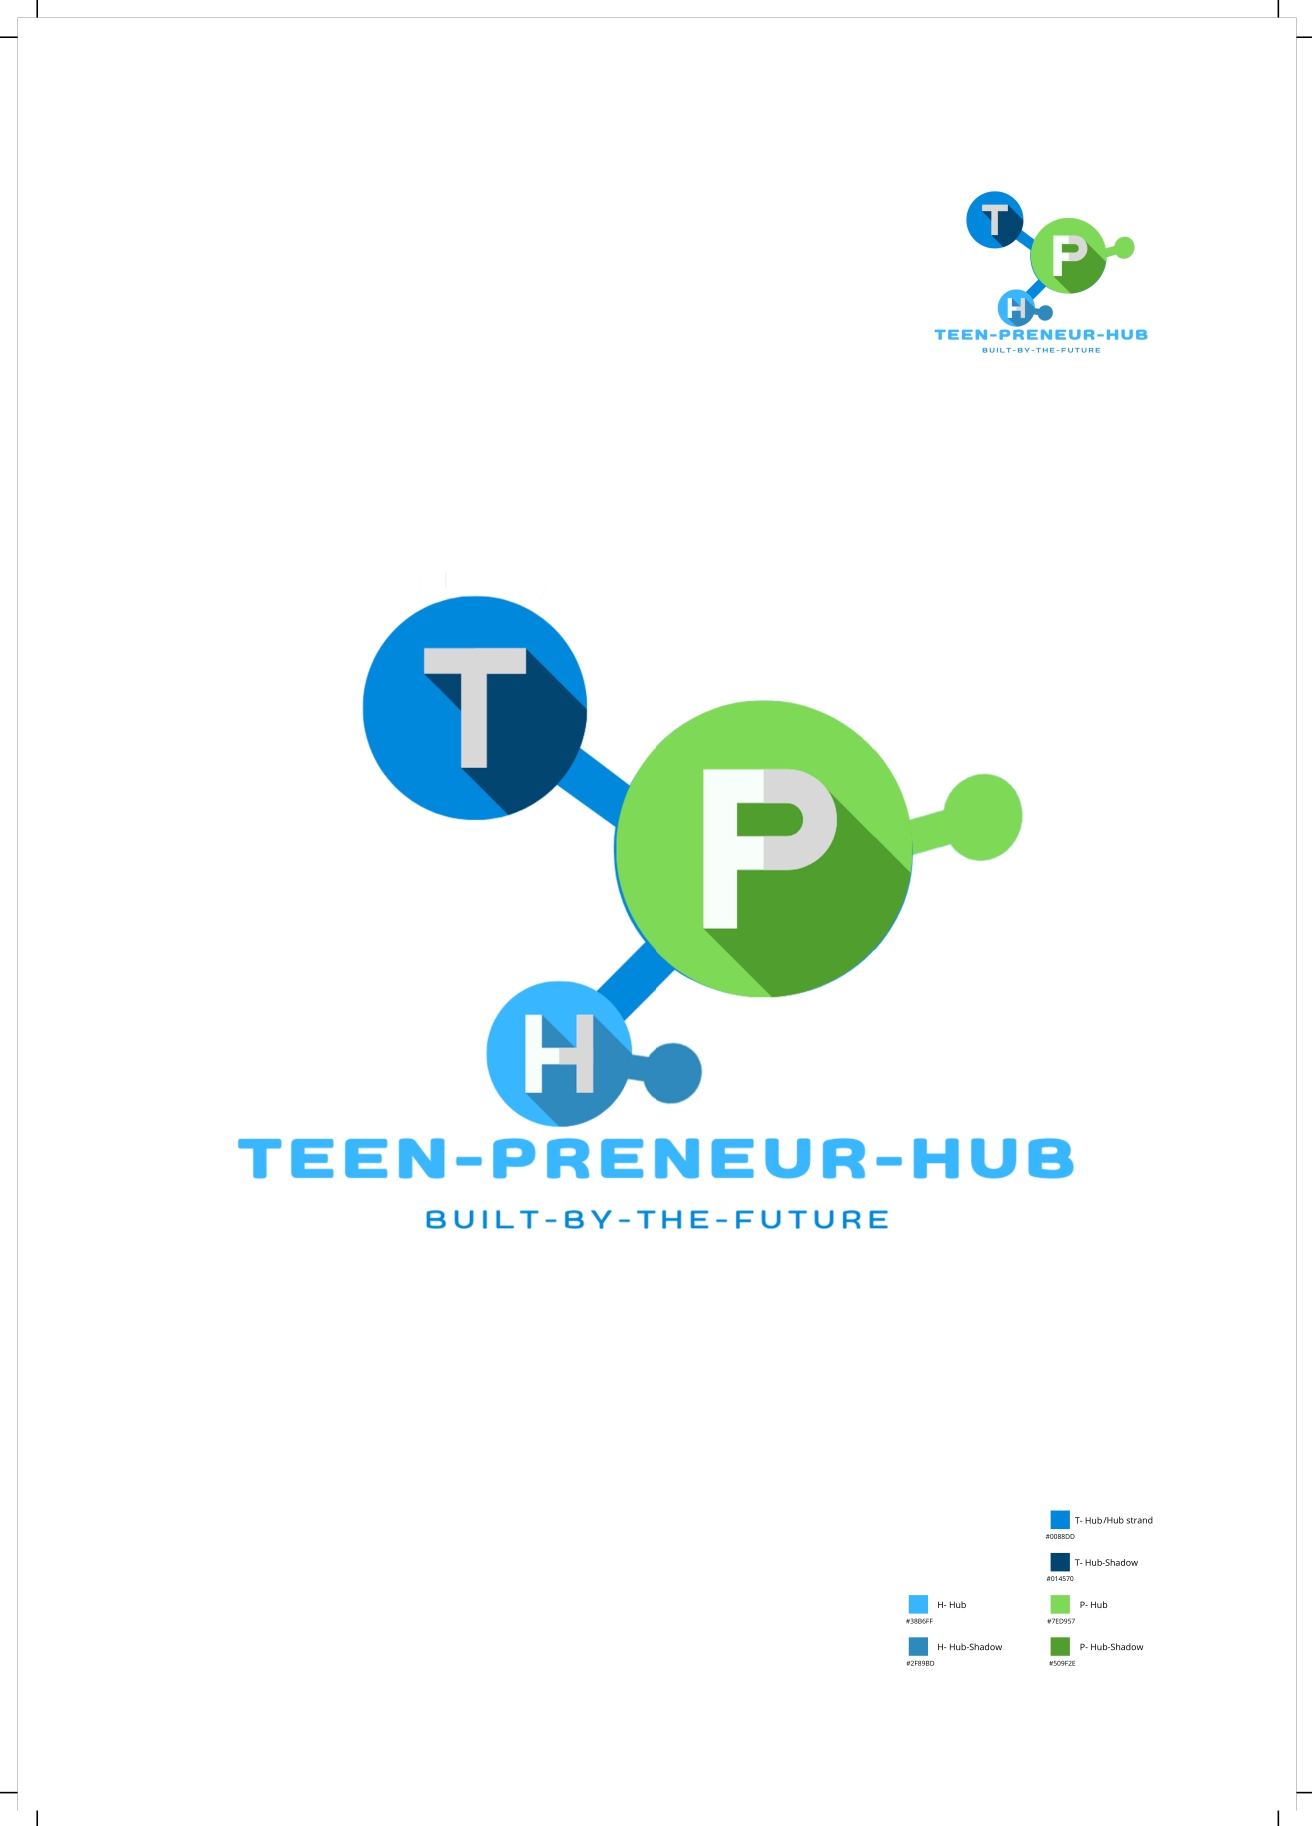 T
P
H
TEEN-PRENEUR-HUB
BUILT-BY-THE-FUTURE
T
P
H
TEEN-PRENEUR-HUB
BUILT-BY-THE-FUTURE
T- Hub/Hub strand
#0088DD
T- Hub-Shadow
#014570
H- Hub
#38B6FF
P- Hub
#7ED957
H- Hub-Shadow
#2F89BD
P- Hub-Shadow
#509F2E